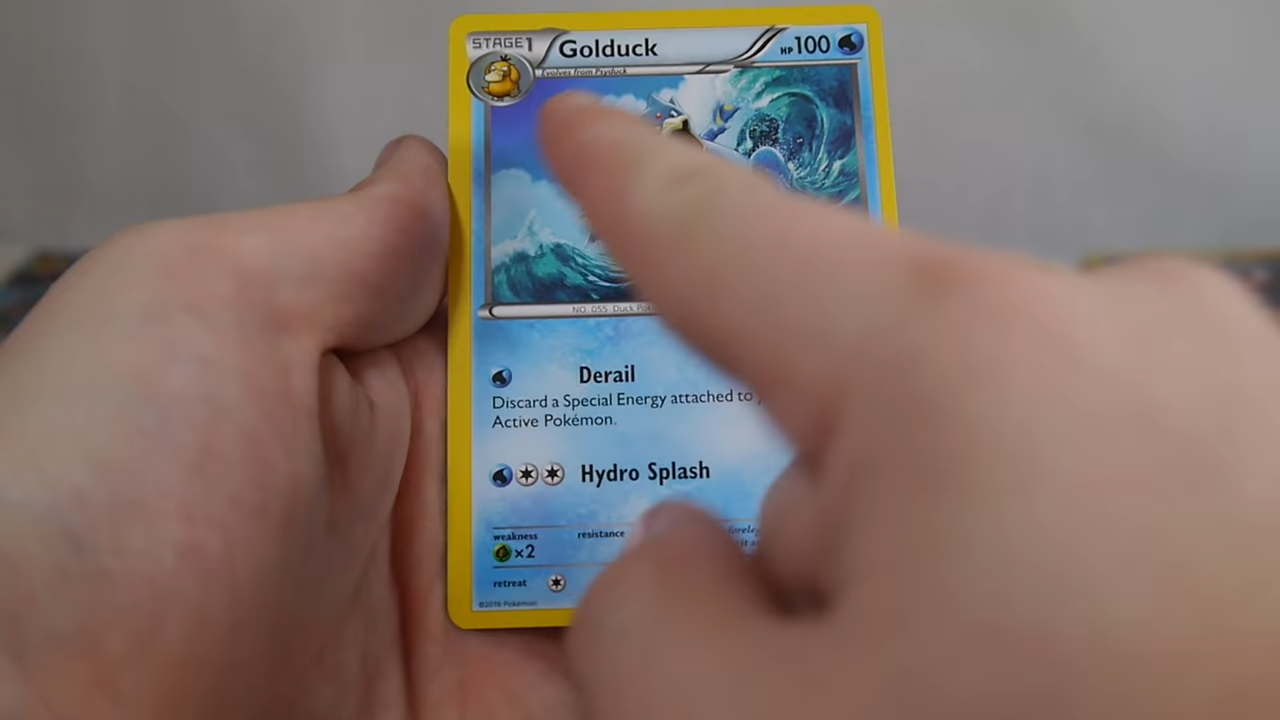 STAGE1 Golduck HP100
Evolves from Psyduck
NO. 055 Duck
Derail
Discard a Special Energy attached to
Active Pokémon.
Hydro Splash
weakness resistance
×2
retreat
©2016 Pokémon